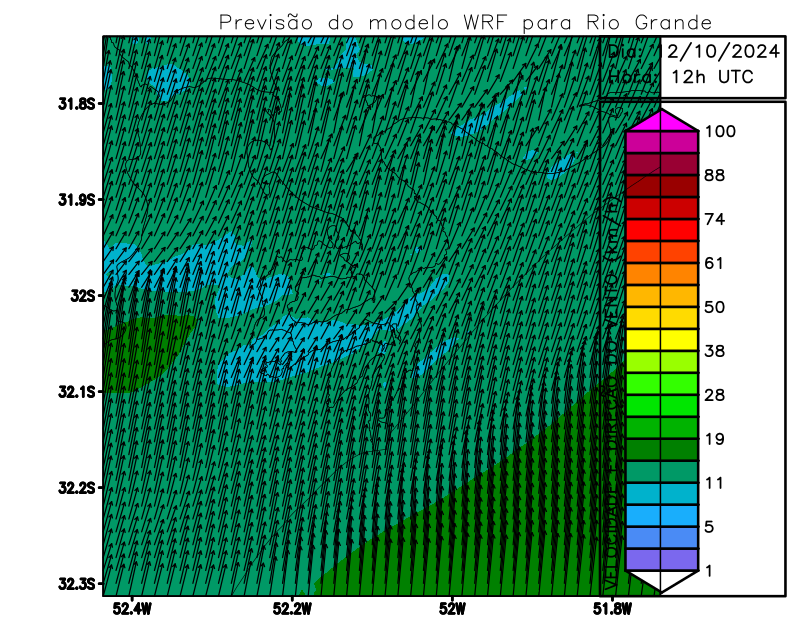 Previsão do modelo WRF para Rio Grande
Dia: 12/10/2024
Hora: 12h UTC
31.8S
31.9S
32S
32.1S
32.2S
32.3S
52.4W
52.2W
52W
51.8W
100
88
74
61
50
38
28
19
11
5
1
VELOCIDADE E DIREÇÃO DO VENTO (km/h)